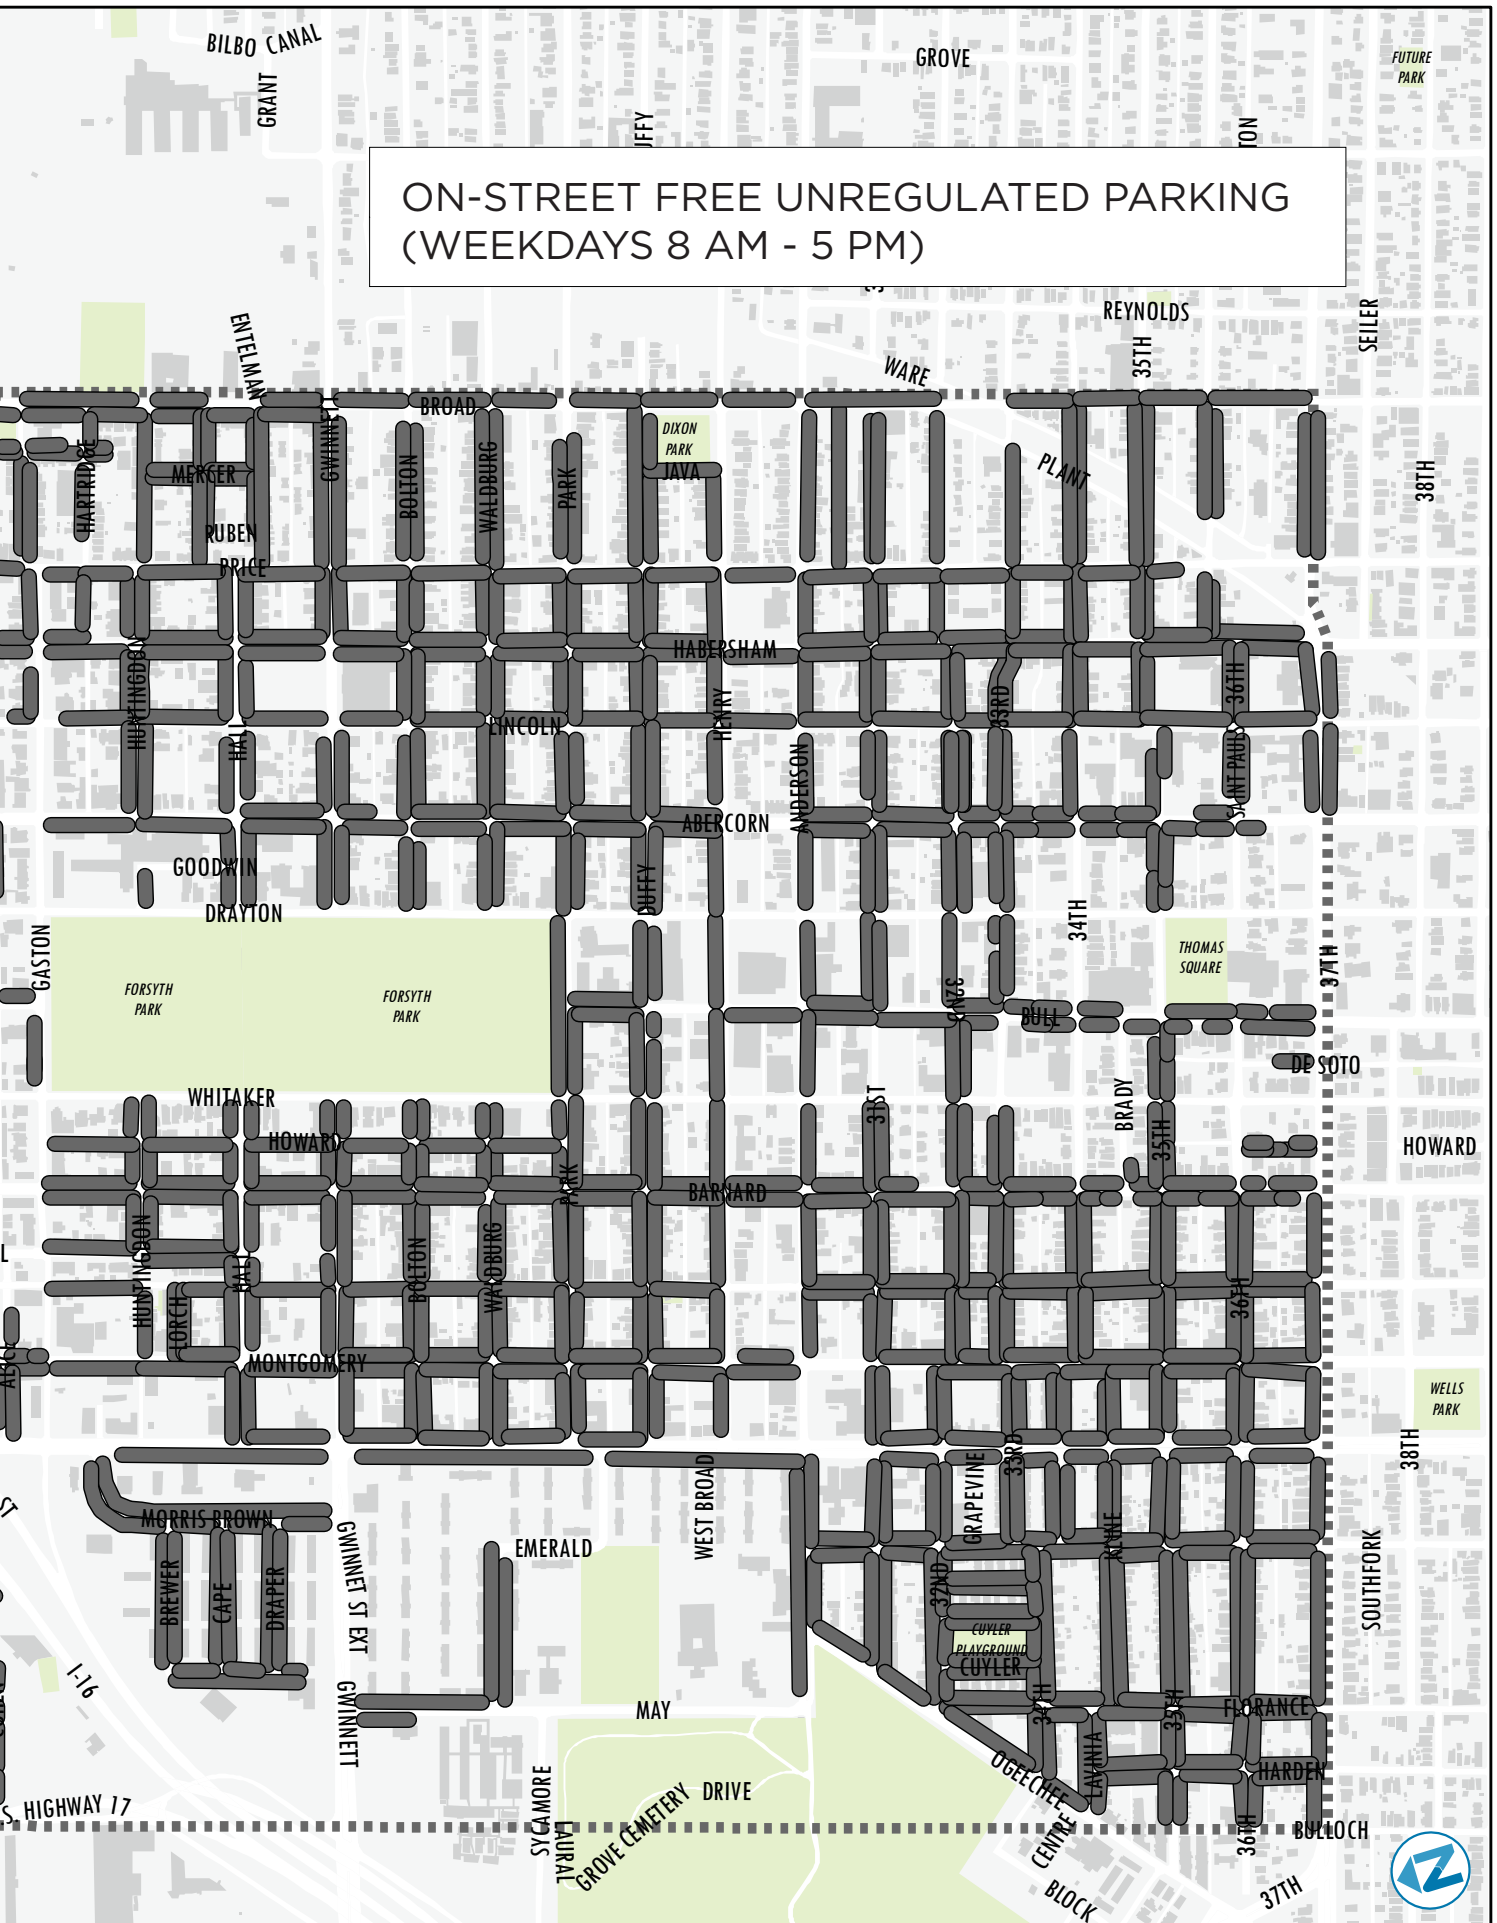 BILBO CANAL
GROVE
FUTURE
PARK
GRANT
UFFY
TON
ON-STREET FREE UNREGULATED PARKING
(WEEKDAYS 8 AM - 5 PM)
REYNOLDS
SEILER
ENTELMAN
35TH
WARE
BROAD
GWINNETT
DIXON
PARK
JAVA
HARTRIDGE
MERCER
BOLTON
WALDBURG
PARK
PLANT
38TH
RUBEN
PRICE
HABERSHAM
HUNTINGDON
36TH
33RD
HENRY
LINCOLN
HALL
ANDERSON
SAINT PAULS
ABERCORN
GOODWIN
DUFFY
DRAYTON
34TH
GASTON
THOMAS
SQUARE
37TH
FORSYTH
PARK
FORSYTH
PARK
32ND
BULL
DE SOTO
WHITAKER
31ST
BRADY
HOWARD
35TH
HOWARD
PARK
BARNARD
HUNTINGDON
HALL
BOLTON
WALDBURG
L
36TH
LORCH
MONTGOMERY
WELLS
PARK
38TH
33RD
GRAPEVINE
WEST BROAD
ST
MORRIS BROWN
GWINNET ST EXT
EMERALD
KLINE
SOUTHFORK
BREWER
CAPE
DRAPER
32ND
CUYLER
PLAYGROUND
CUYLER
I-16
GWINNETT
MAY
34TH
35TH
FLORANCE
LAVINIA
OGEECHEE
HARDEN
SYCAMORE
DRIVE
S. HIGHWAY 17
LAURAL
GROVE CEMETERY
CENTRE
36TH
BULLOCH
BLOCK
37TH
Z